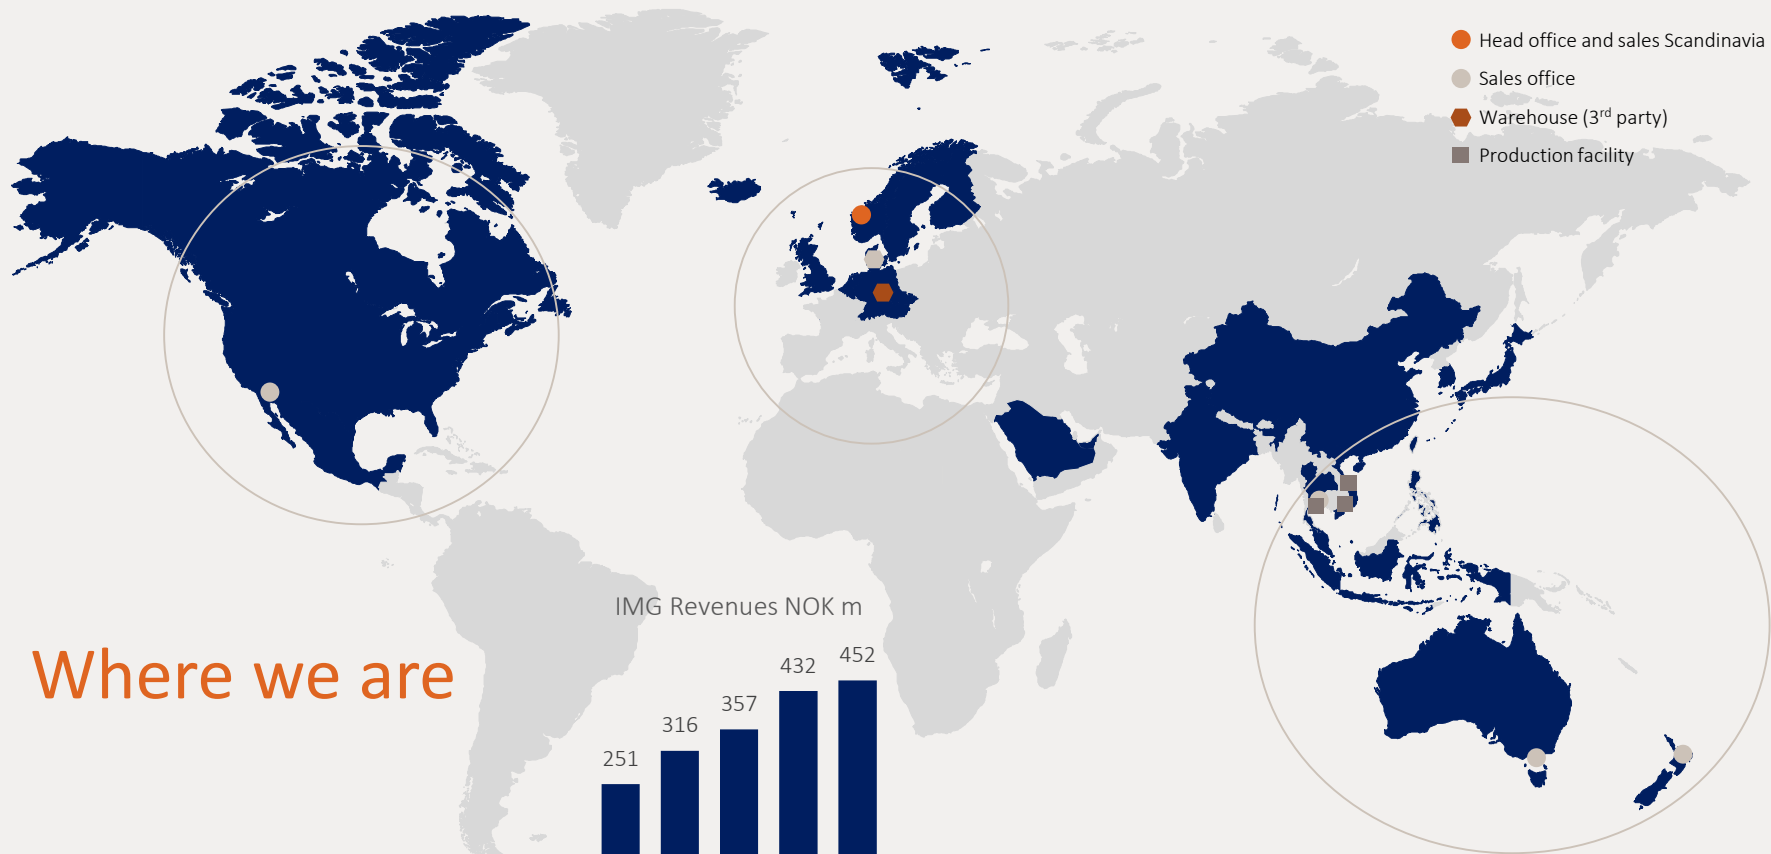 Head office and sales Scandinavia
Sales office
Warehouse (3rd party)
Production facility
IMG Revenues NOK m
Where we are
251
316
357
432
452